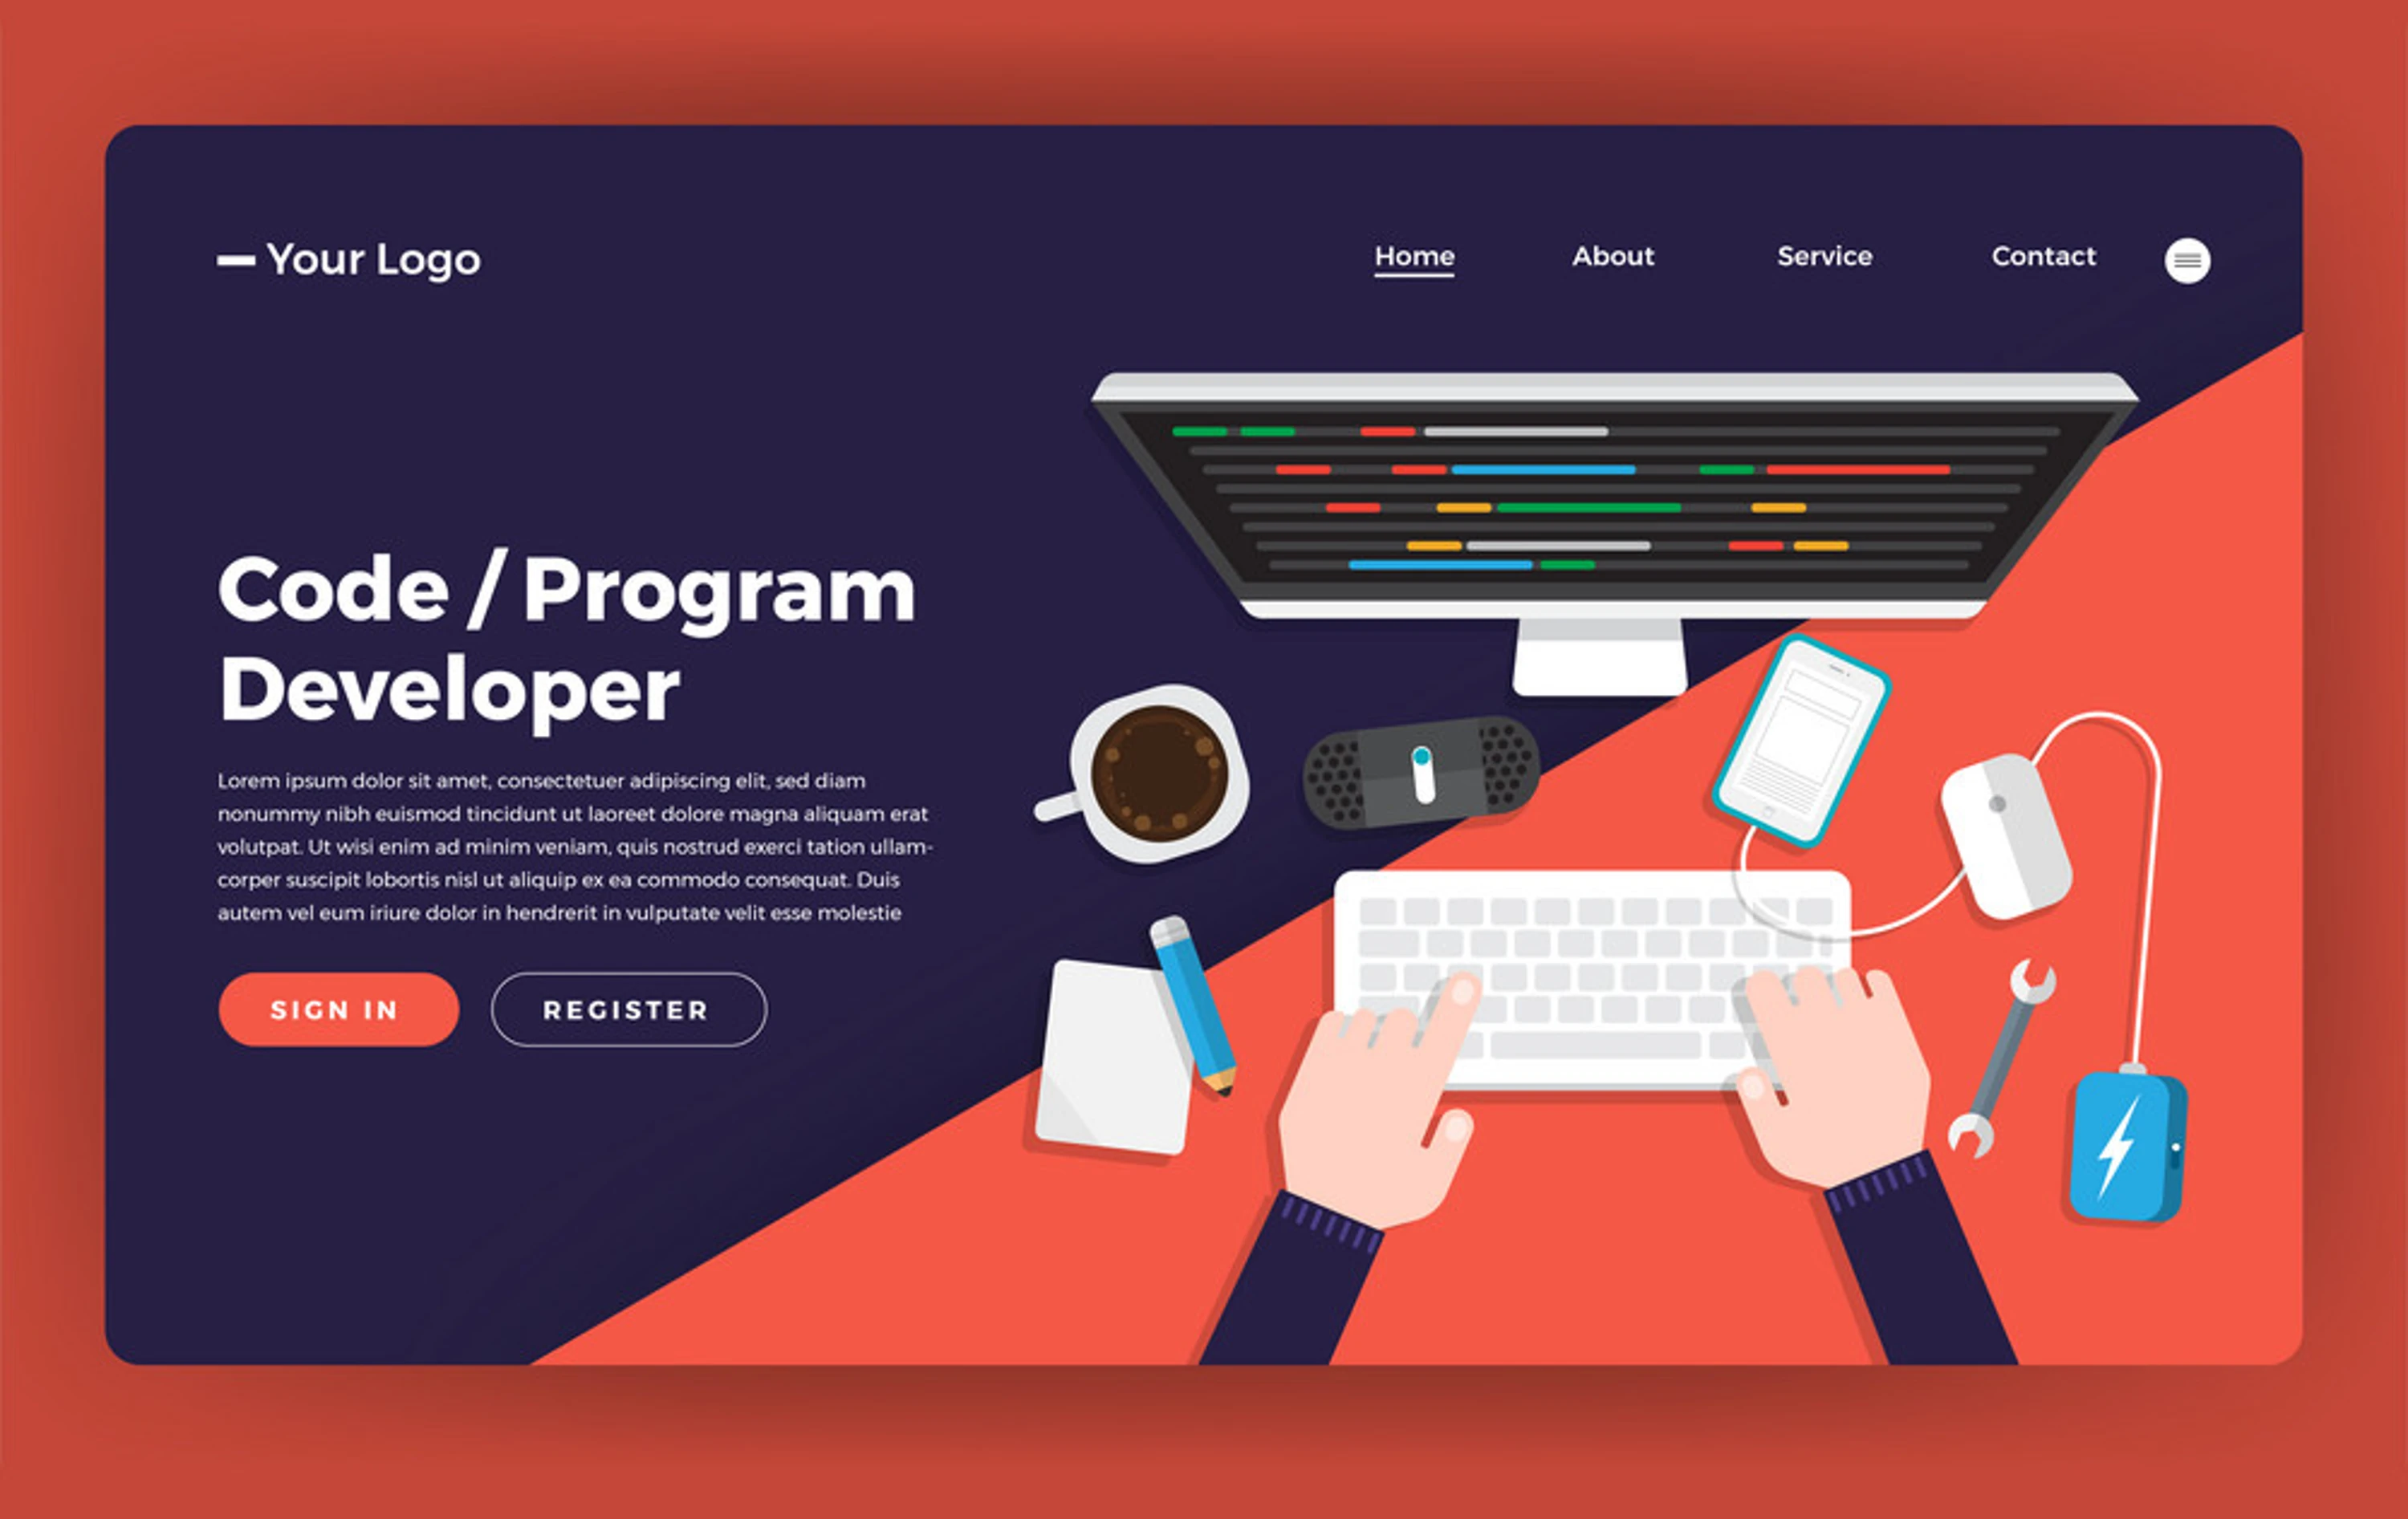 Your Logo
Home About Service Contact
Code / Program
Developer
Lorem ipsum dolor sit amet, consectetuer adipiscing elit, sed diam
nonummy nibh euismod tincidunt ut laoreet dolore magna aliquam erat
volutpat. Ut wisi enim ad minim veniam, quis nostrud exerci tation ullam-
corper suscipit lobortis nisl ut aliquip ex ea commodo consequat. Duis
autem vel eum iriure dolor in hendrerit in vulputate velit esse molestie
SIGN IN REGISTER